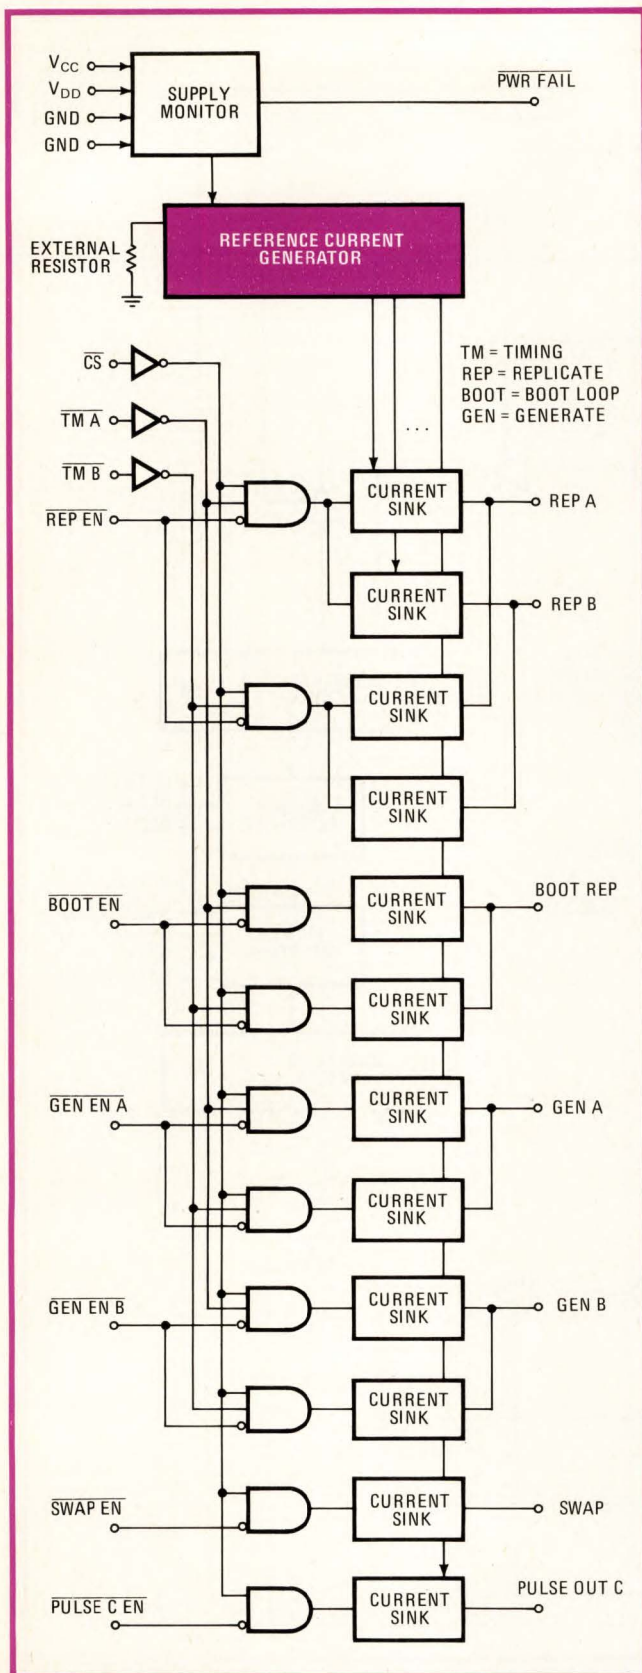 VCC
VDD
GND
GND
SUPPLY
MONITOR
PWR FAIL
REFERENCE CURRENT
GENERATOR
EXTERNAL
RESISTOR
TM = TIMING
REP = REPLICATE
BOOT = BOOT LOOP
GEN = GENERATE
...
CS
TM A
TM B
REP EN
CURRENT
SINK
REP A
CURRENT
SINK
REP B
CURRENT
SINK
CURRENT
SINK
BOOT EN
CURRENT
SINK
BOOT REP
CURRENT
SINK
GEN EN A
CURRENT
SINK
GEN A
CURRENT
SINK
GEN EN B
CURRENT
SINK
GEN B
CURRENT
SINK
SWAP EN
CURRENT
SINK
SWAP
PULSE C EN
CURRENT
SINK
PULSE OUT C